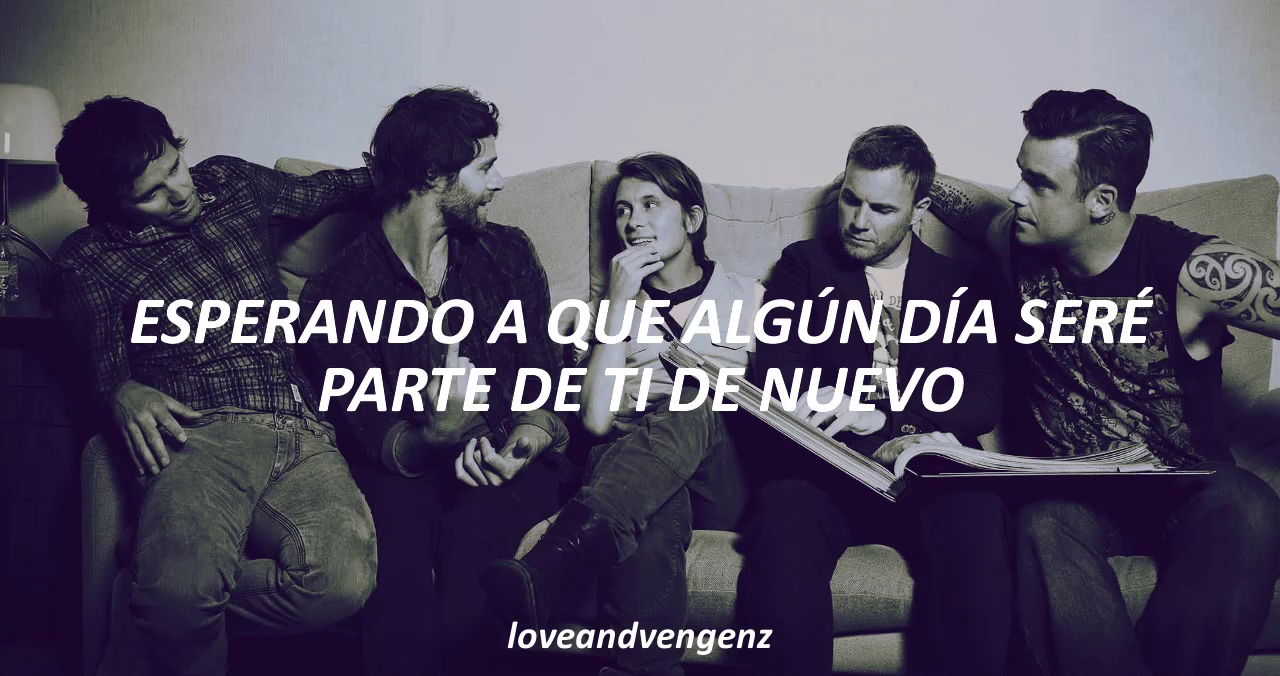 ESPERANDO A QUE ALGÚN DÍA SERÉ
PARTE DE TI DE NUEVO
loveandvengenz